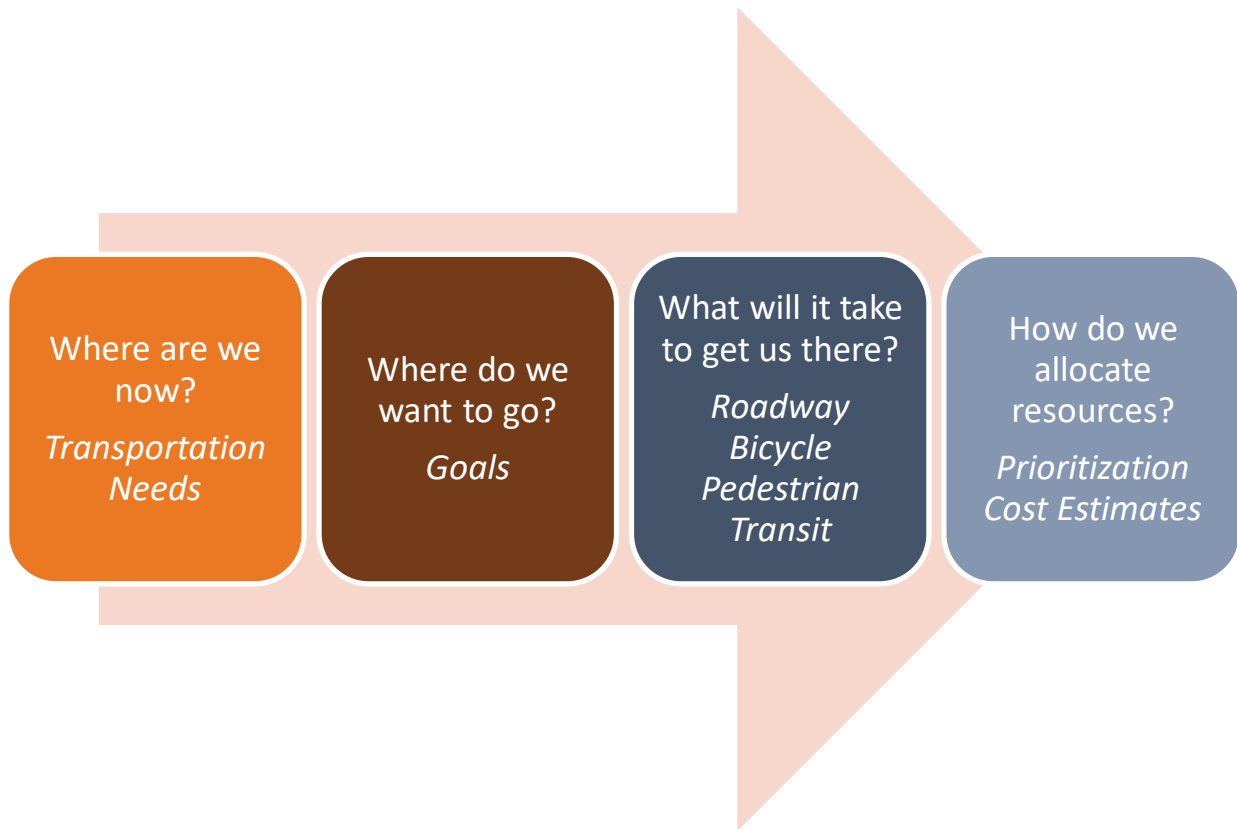 Where are we
now?
Transportation
Needs
Where do we
want to go?
Goals
What will it take
to get us there?
Roadway
Bicycle
Pedestrian
Transit
How do we
allocate
resources?
Prioritization
Cost Estimates